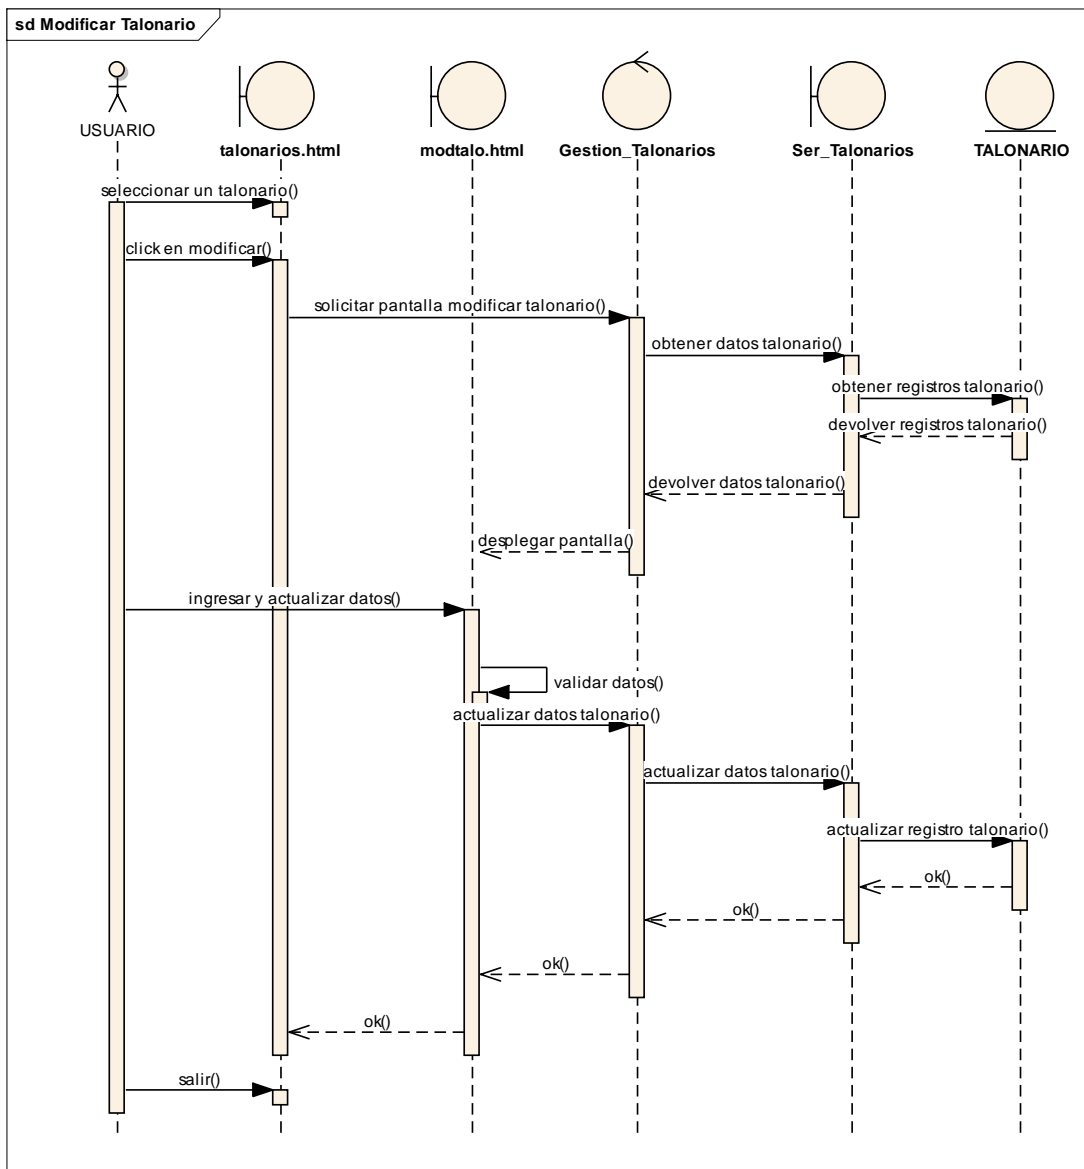 sd Modificar Talonario
USUARIO
talonarios.html
modtalo.html
Gestion_Talonarios
Ser_Talonarios
TALONARIO
seleccionar un talonario()
click en modificar()
solicitar pantalla modificar talonario()
obtener datos talonario()
obtener registros talonario()
devolver registros talonario()
devolver datos talonario()
desplegar pantalla()
ingresar y actualizar datos()
validar datos()
actualizar datos talonario()
actualizar datos talonario()
actualizar registro talonario()
ok()
ok()
ok()
ok()
salir()